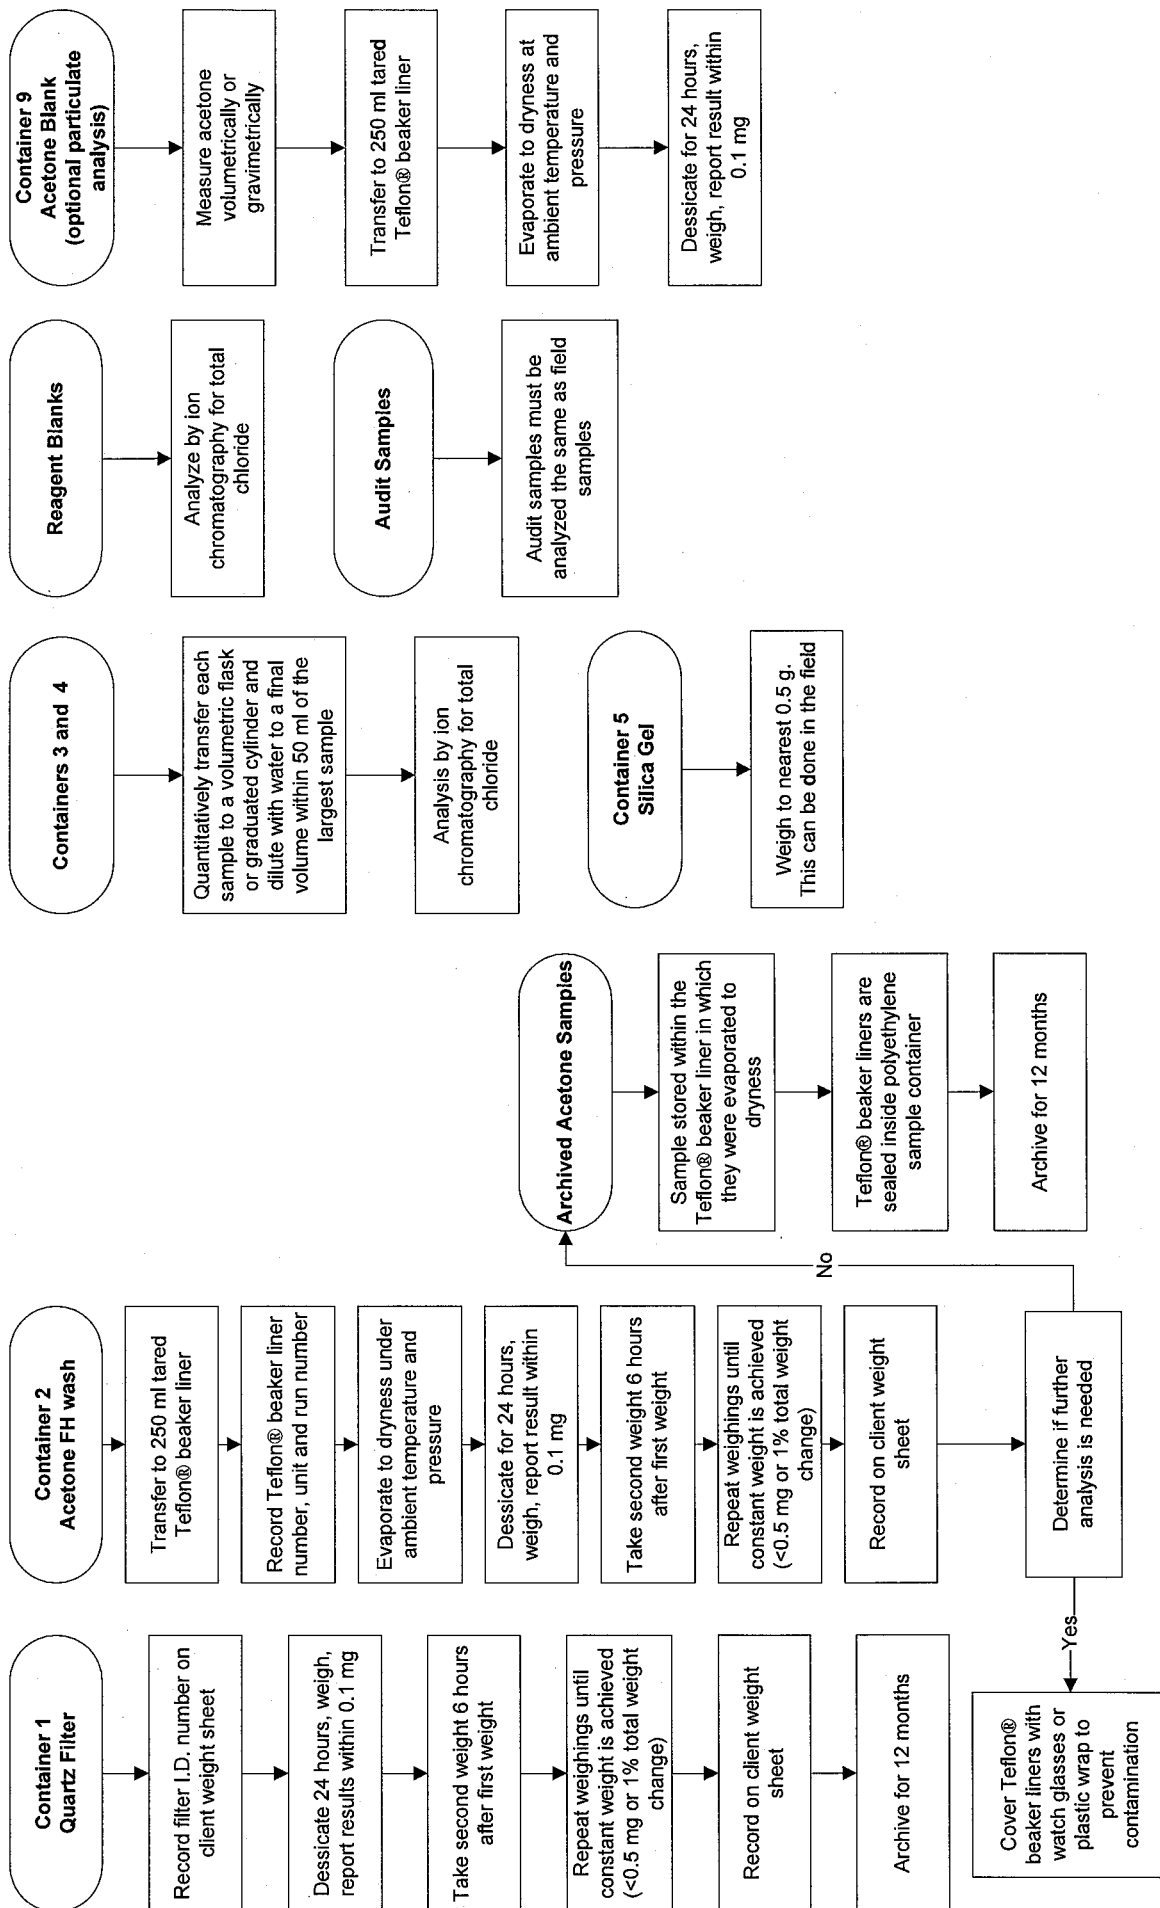 Container 1
Quartz Filter
Record filter I.D. number on
client weight sheet
Dessicate 24 hours, weigh,
report results within 0.1 mg
Take second weight 6 hours
after first weight
Repeat weighings until
constant weight is achieved
(<0.5 mg or 1% total weight
change)
Record on client weight
sheet
Archive for 12 months
Container 2
Acetone FH wash
Transfer to 250 ml tared
Teflon® beaker liner
Record Teflon® beaker liner
number, unit and run number
Evaporate to dryness under
ambient temperature and
pressure
Dessicate for 24 hours,
weigh, report result within
0.1 mg
Take second weight 6 hours
after first weight
Repeat weighings until
constant weight is achieved
(<0.5 mg or 1% total weight
change)
Record on client weight
sheet
Determine if further
analysis is needed
Yes
No
Cover Teflon®
beaker liners with
watch glasses or
plastic wrap to
prevent
contamination
Archived Acetone Samples
Sample stored within the
Teflon® beaker liner in which
they were evaporated to
dryness
Teflon® beaker liners are
sealed inside polyethylene
sample container
Archive for 12 months
Containers 3 and 4
Quantitatively transfer each
sample to a volumetric flask
or graduated cylinder and
dilute with water to a final
volume within 50 ml of the
largest sample
Analysis by ion
chromatography for total
chloride
Container 5
Silica Gel
Weigh to nearest 0.5 g.
This can be done in the field
Reagent Blanks
Analyze by ion
chromatography for total
chloride
Audit Samples
Audit samples must be
analyzed the same as field
samples
Container 9
Acetone Blank
(optional particulate
analysis)
Measure acetone
volumetrically or
gravimetrically
Transfer to 250 ml tared
Teflon® beaker liner
Evaporate to dryness at
ambient temperature and
pressure
Dessicate for 24 hours,
weigh, report result within
0.1 mg